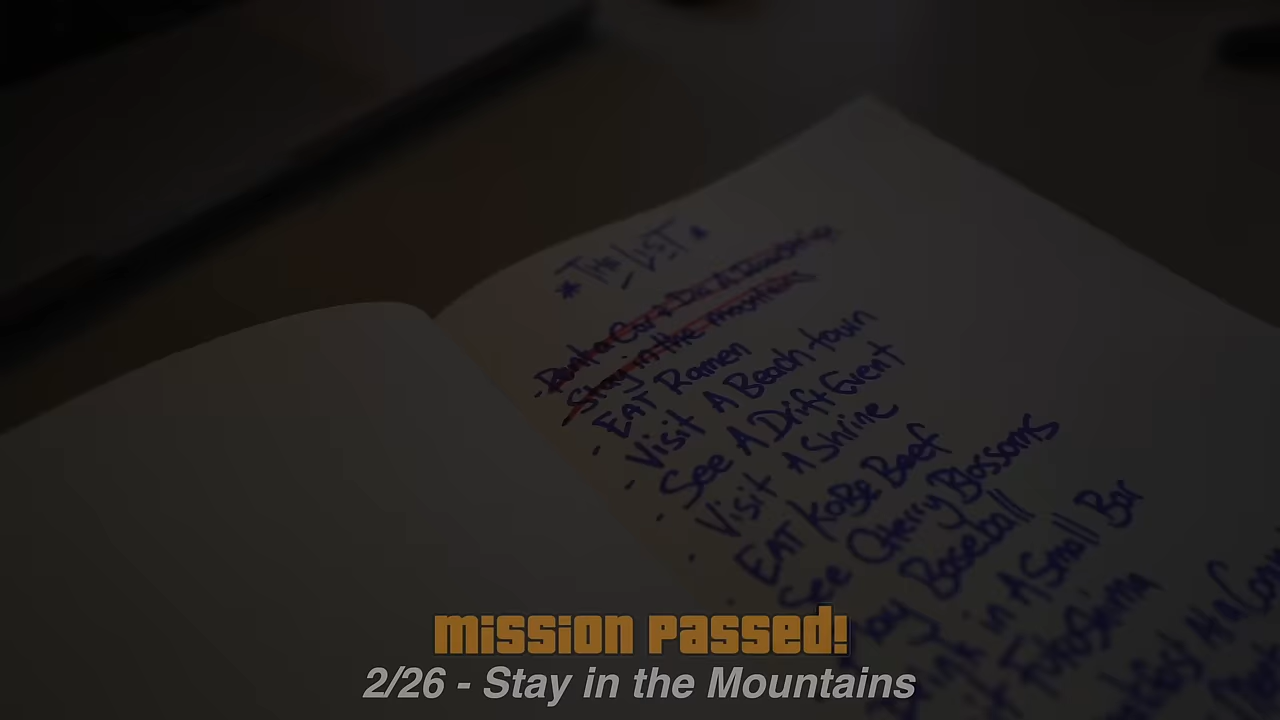 * THE LIST *
· Rent a Car + Do A Roadtrip
· Stay in the mountains
· EAT Ramen
· Visit A Beach town
· See A Drift Event
· Visit A Shrine
· EAT KoBe Beef
See Cherry Blossoms
Play Baseball
Drink in A Small Bar
mission passed!
2/26 - Stay in the Mountains